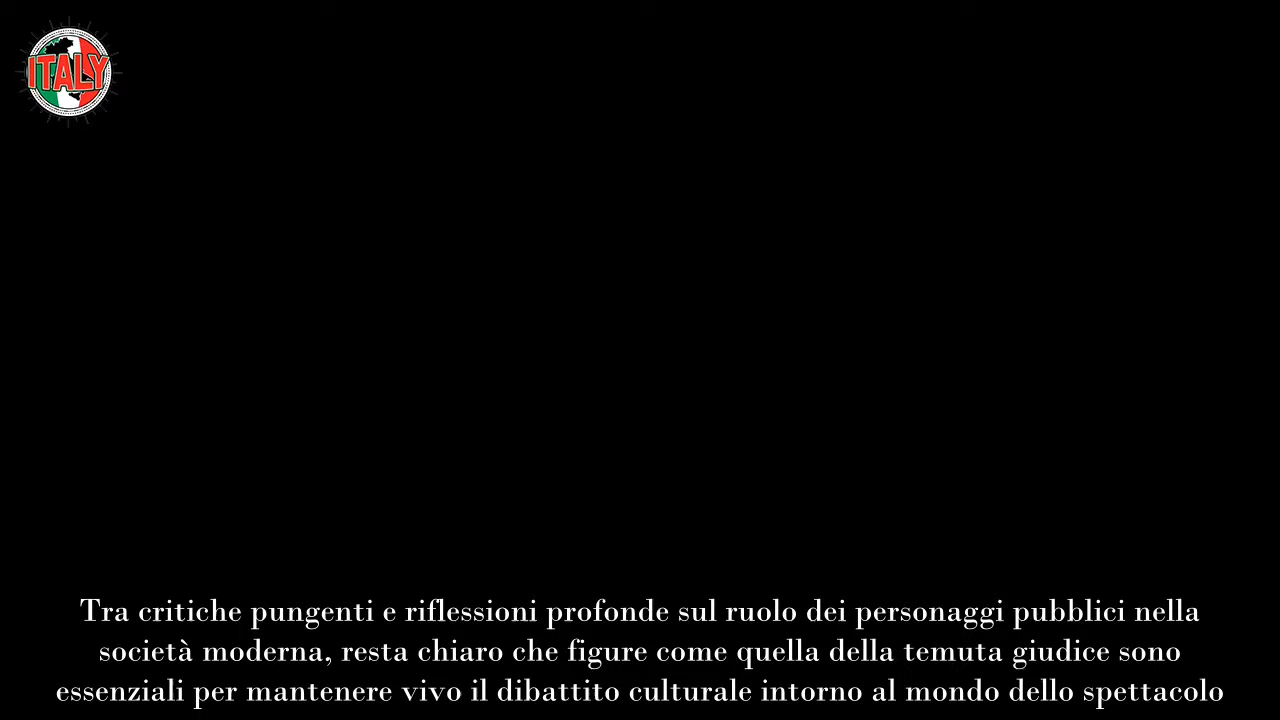 ITALY
Tra critiche pungenti e riflessioni profonde sul ruolo dei personaggi pubblici nella
società moderna, resta chiaro che figure come quella della temuta giudice sono
essenziali per mantenere vivo il dibattito culturale intorno al mondo dello spettacolo